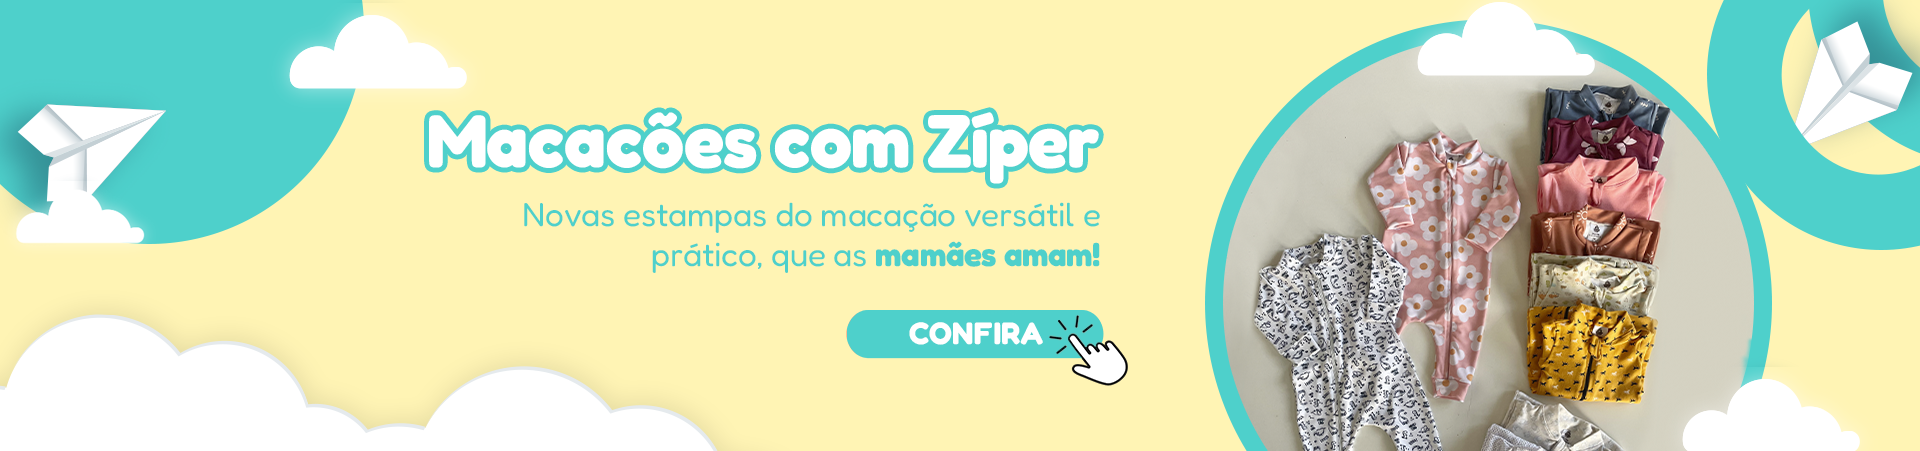 Macacões com Zíper
Novas estampas do macação versátil e
prático, que as mamães amam!
CONFIRA